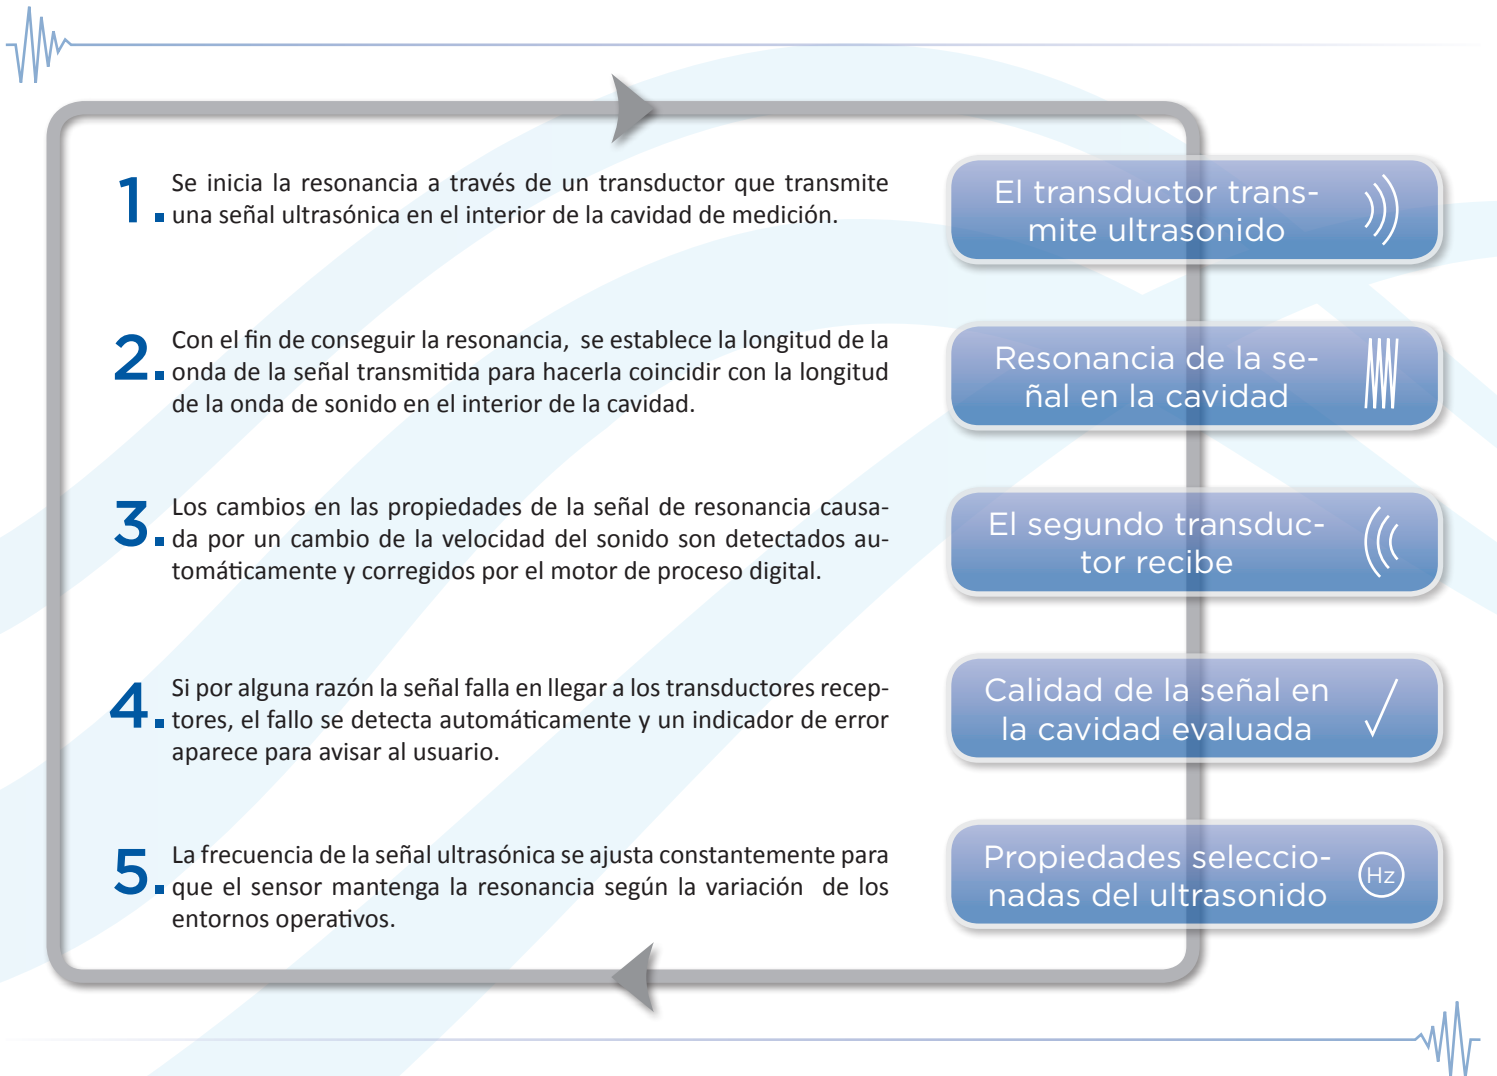 1. Se inicia la resonancia a través de un transductor que transmite
una señal ultrasónica en el interior de la cavidad de medición.
El transductor trans-
mite ultrasonido
2. Con el fin de conseguir la resonancia, se establece la longitud de la
onda de la señal transmitida para hacerla coincidir con la longitud
de la onda de sonido en el interior de la cavidad.
Resonancia de la se-
ñal en la cavidad
3. Los cambios en las propiedades de la señal de resonancia causa-
da por un cambio de la velocidad del sonido son detectados au-
tomáticamente y corregidos por el motor de proceso digital.
El segundo transduc-
tor recibe
4. Si por alguna razón la señal falla en llegar a los transductores recep-
tores, el fallo se detecta automáticamente y un indicador de error
aparece para avisar al usuario.
Calidad de la señal en
la cavidad evaluada
5. La frecuencia de la señal ultrasónica se ajusta constantemente para
que el sensor mantenga la resonancia según la variación de los
entornos operativos.
Propiedades seleccio-
nadas del ultrasonido
Hz